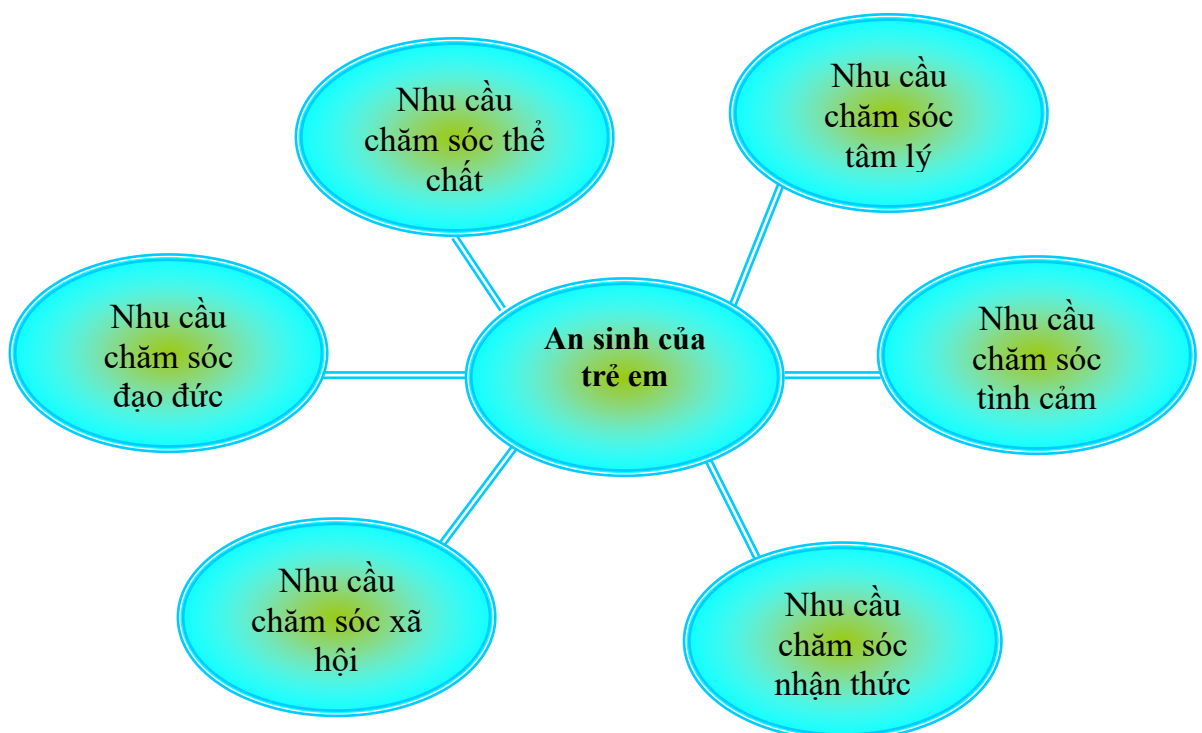 Nhu cầu
chăm sóc thể
chất
Nhu cầu
chăm sóc
tâm lý
Nhu cầu
chăm sóc
đạo đức
An sinh của
trẻ em
Nhu cầu
chăm sóc
tình cảm
Nhu cầu
chăm sóc xã
hội
Nhu cầu
chăm sóc
nhận thức